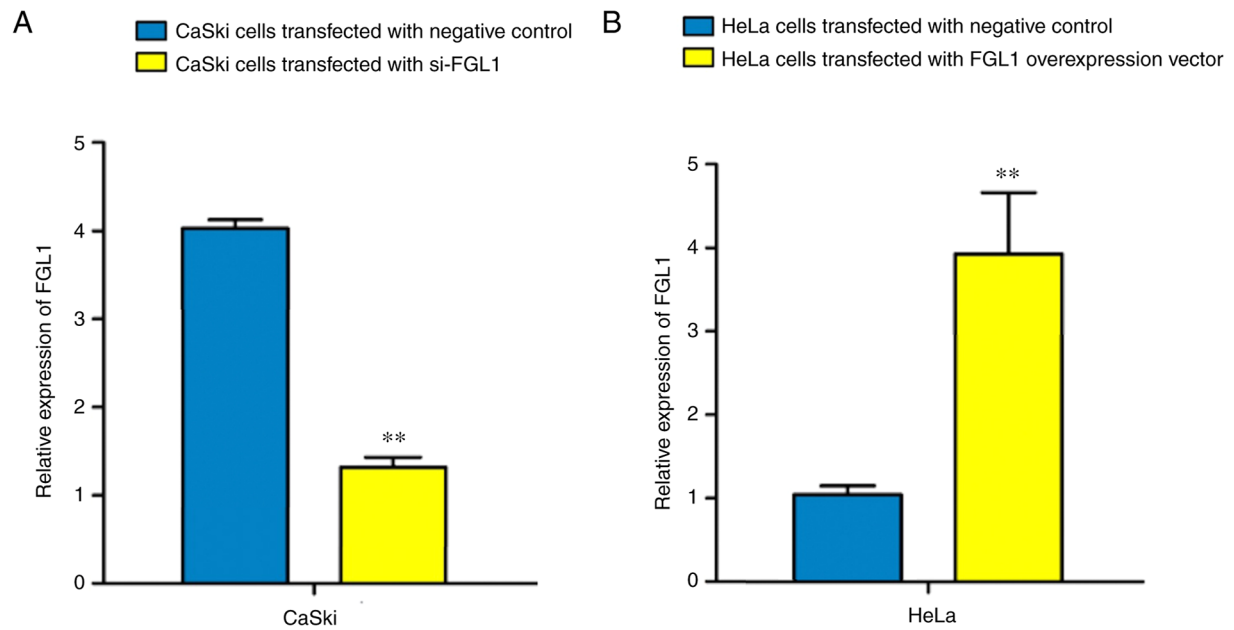 A
CaSki cells transfected with negative control
CaSki cells transfected with si-FGL1
Relative expression of FGL1
5
4
3
2
1
0
**
CaSki
B
HeLa cells transfected with negative control
HeLa cells transfected with FGL1 overexpression vector
Relative expression of FGL1
5
4
3
2
1
0
**
HeLa